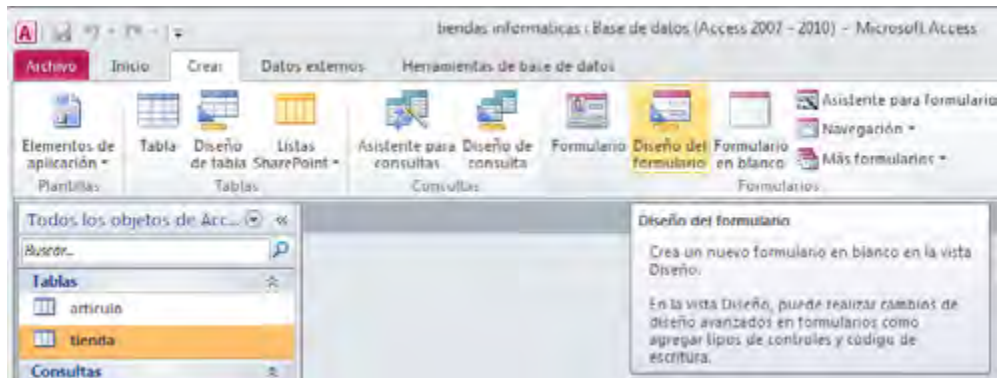 tiendas informaticas : Base de datos (Access 2007 - 2010) - Microsoft Access
Archivo Inicio Crear Datos externos Herramientas de base de datos
Elementos de aplicación
Tabla
Diseño de tabla
Listas SharePoint
Asistente para consultas
Diseño de consulta
Formulario
Diseño del formulario
Formulario en blanco
Asistente para formulario
Navegación
Más formularios
Plantillas Tablas Consultas Formularios
Todos los objetos de Acc...
Buscar...
Tablas
articulo
tienda
Consultas
Diseño del formulario
Crea un nuevo formulario en blanco en la vista
Diseño.
En la vista Diseño, puede realizar cambios de
diseño avanzados en formularios como
agregar tipos de controles y código de
escritura.